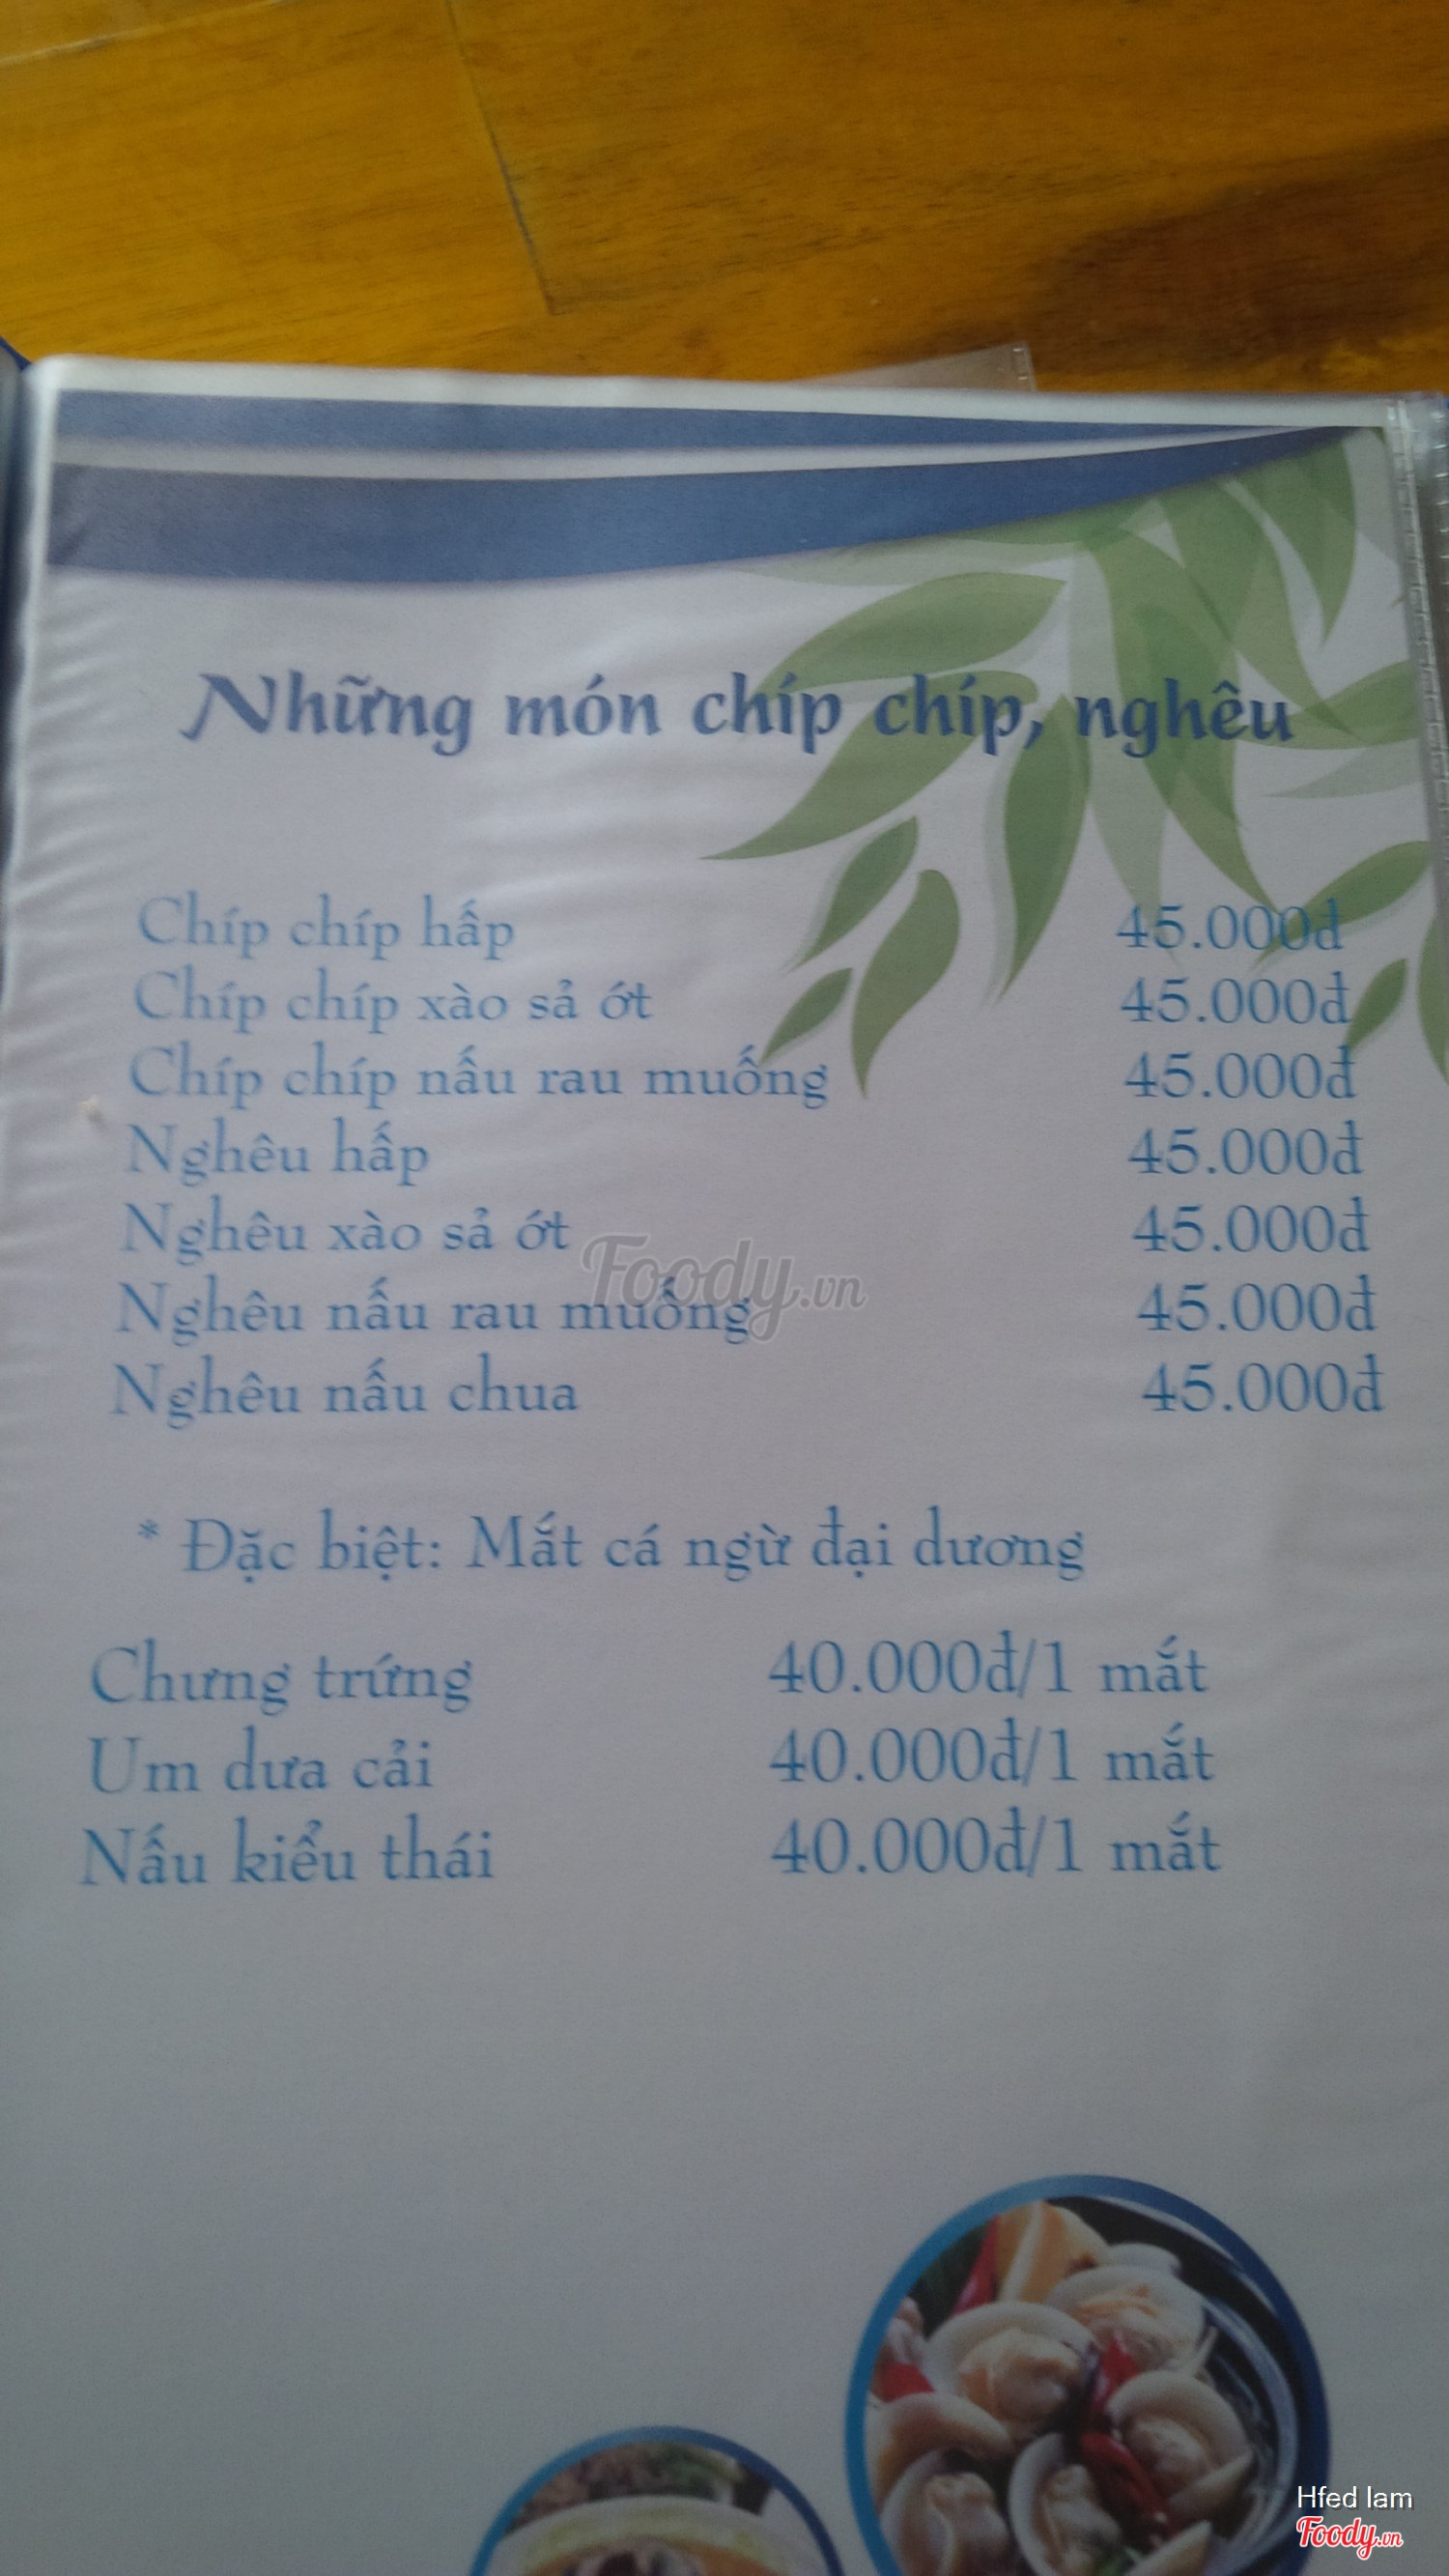 Những món chíp chíp, nghêu
Chíp chíp hấp 45.000đ
Chíp chíp xào sả ớt 45.000đ
Chíp chíp nấu rau muống 45.000đ
Nghêu hấp 45.000đ
Nghêu xào sả ớt 45.000đ
Foody.vn
Nghêu nấu rau muống 45.000đ
Nghêu nấu chua 45.000đ
* Đặc biệt: Mắt cá ngừ đại dương
Chưng trứng 40.000đ/1 mắt
Um dưa cải 40.000đ/1 mắt
Nấu kiểu thái 40.000đ/1 mắt
Hfed lam
Foody.vn